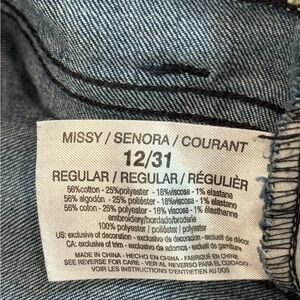 MISSY / SENORA / COURANT
12/31
REGULAR / REGULAR / RÉGULIÈR
56%cotton - 25%polyester - 18%viscose - 1% elastane
56% algodón - 25% poliéster - 18%viscosa - 1% elastano
56% coton - 25% polyester - 18%viscose - 1% élasthanne
embroidery/bordado/broderie
100% polyester / poliéster / polyester
US: exclusive of decoration - exclusivo de decoración - exclusif de décor
CA: exclusive of trim - exclusivo de adornos - exclusif de garniture
MADE IN CHINA - HECHO EN CHINA - FABRIQUÉ EN CHINE
SEE REVERSE FOR CARE - VER AL REVERSO PARA EL CUIDADO -
VOIR LES INSTRUCTIONS D'ENTRETIEN AU DOS